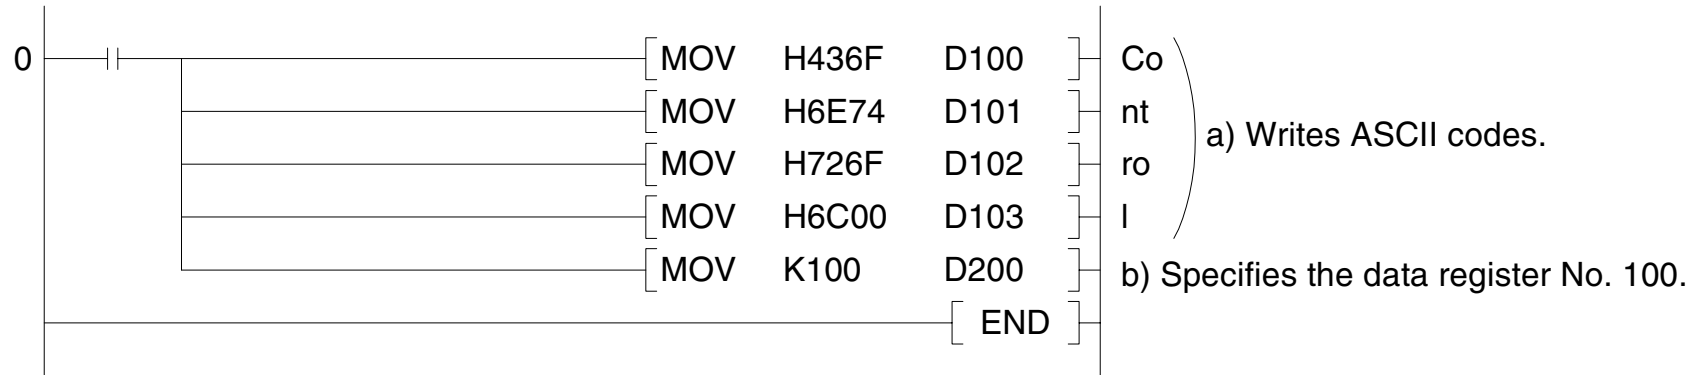 0 MOV H436F D100 Co
MOV H6E74 D101 nt
a) Writes ASCII codes.
MOV H726F D102 ro
MOV H6C00 D103 l
MOV K100 D200 b) Specifies the data register No. 100.
END